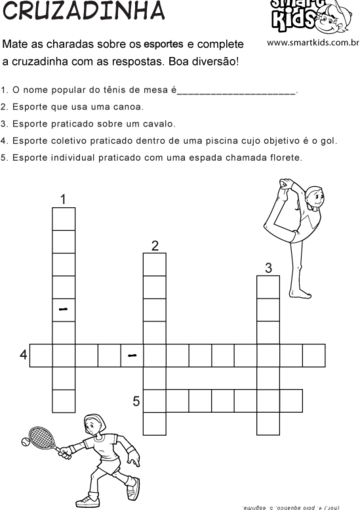 CRUZADINHA
Smart
Kids
Mate as charadas sobre os esportes e complete
www.smartkids.com.br
a cruzadinha com as respostas. Boa diversão!
1. O nome popular do tênis de mesa é_____________________.
2. Esporte que usa uma canoa.
3. Esporte praticado sobre um cavalo.
4. Esporte coletivo praticado dentro de uma piscina cujo objetivo é o gol.
5. Esporte individual praticado com uma espada chamada florete.
1
2
3
-
4 -
5